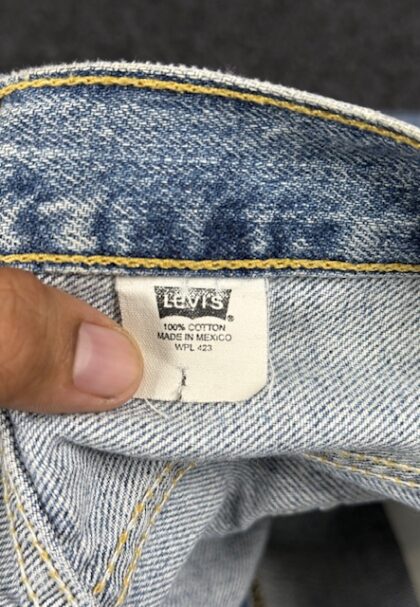 LEVI'S
®
100% COTTON
MADE IN MEXICO
WPL 423